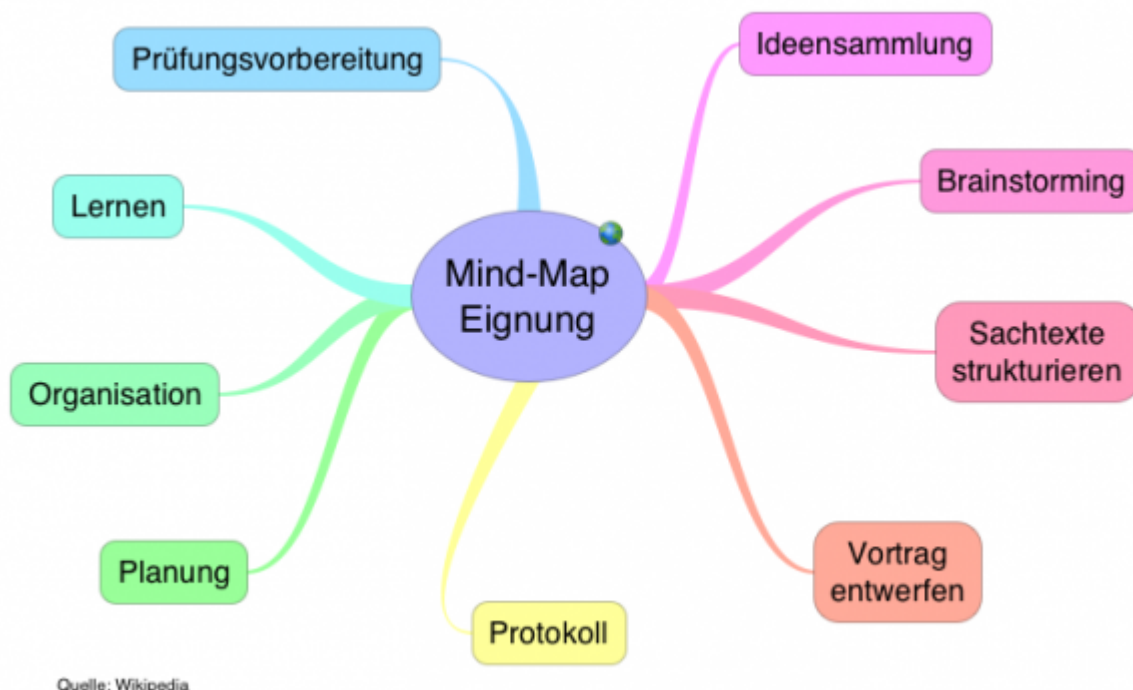 Prüfungsvorbereitung
Ideensammlung
Lernen
Brainstorming
Mind-Map
Eignung
Sachtexte
strukturieren
Organisation
Vortrag
entwerfen
Planung
Protokoll
Quelle: Wikipedia